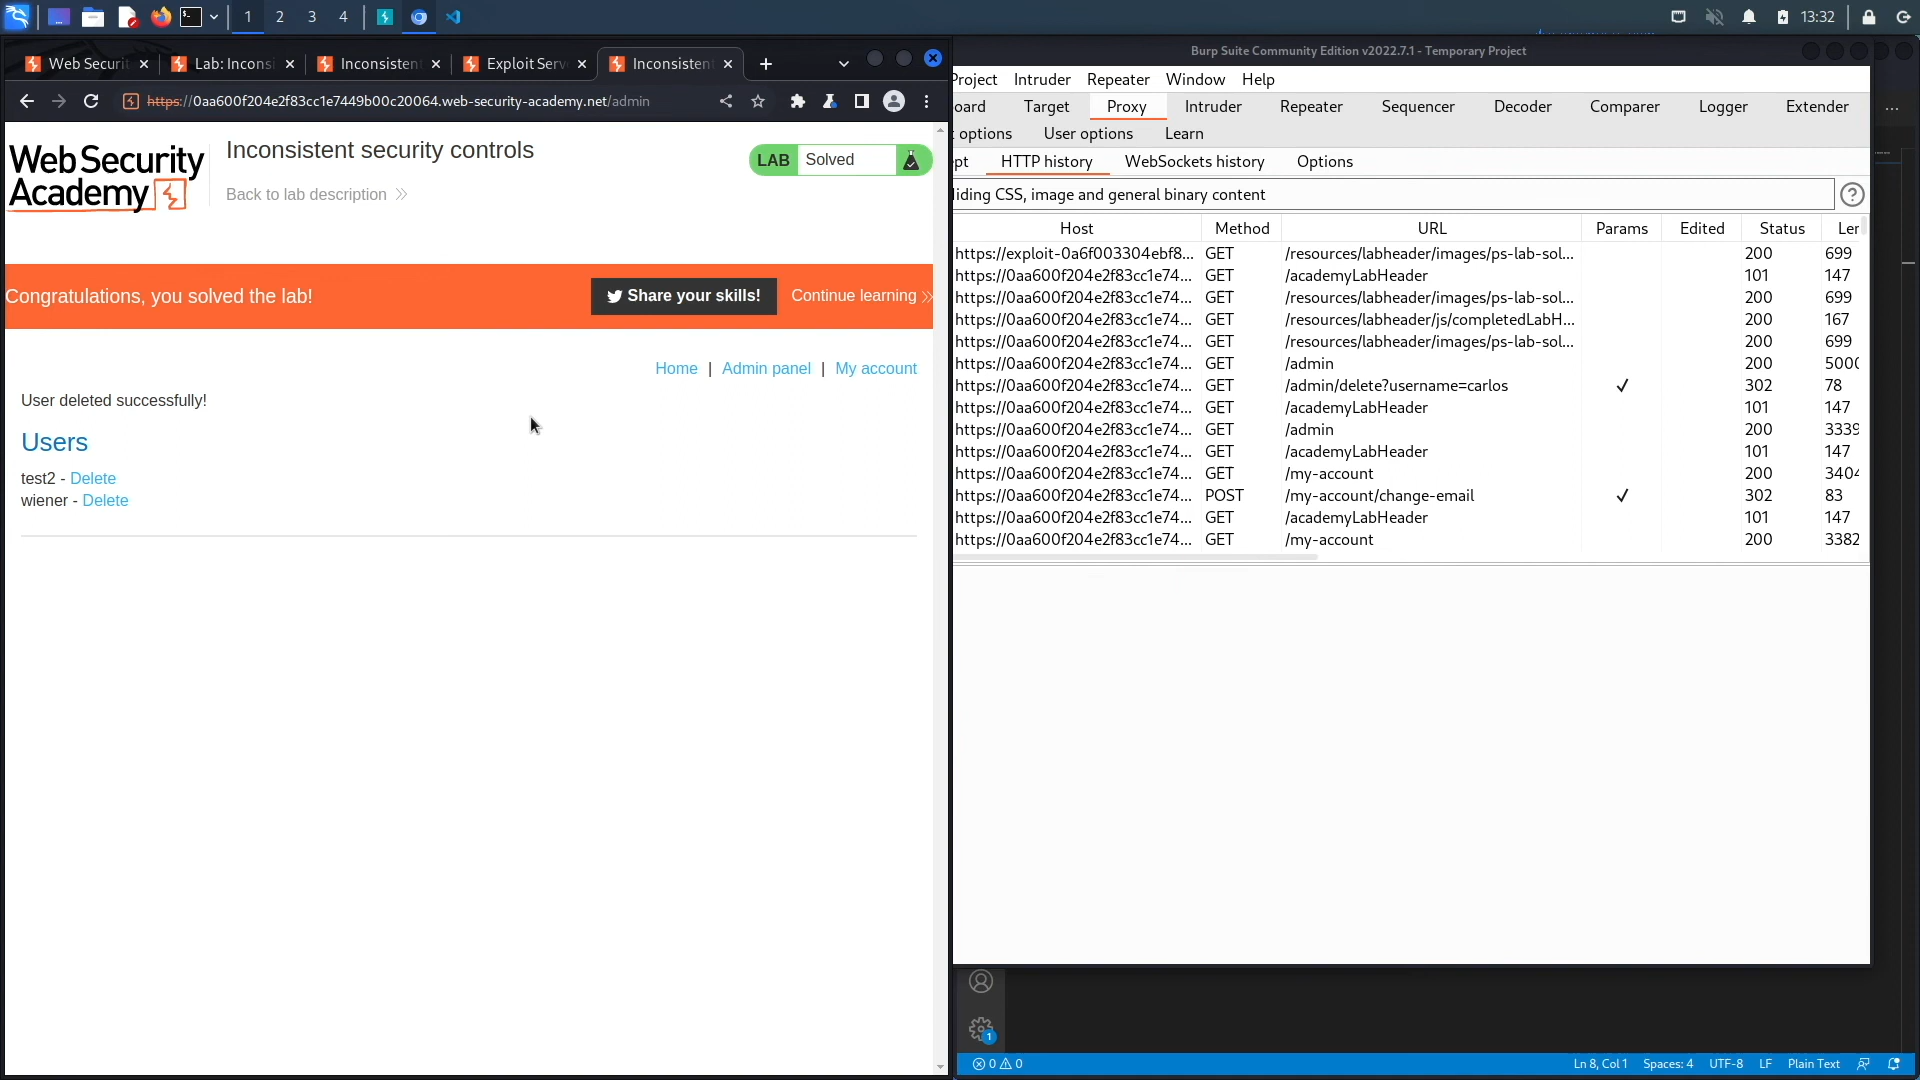 1 2 3 4
13:32
Web Securit
Lab: Incons
Inconsisten
Exploit Serv
Inconsisten
https://0aa600f204e2f83cc1e7449b00c20064.web-security-academy.net/admin
Web Security
Academy
Inconsistent security controls
Back to lab description
LAB Solved
Congratulations, you solved the lab!
Share your skills!
Continue learning
Home | Admin panel | My account
User deleted successfully!
Users
test2 - Delete
wiener - Delete
Burp Suite Community Edition v2022.7.1 - Temporary Project
Project Intruder Repeater Window Help
oard Target Proxy Intruder Repeater Sequencer Decoder Comparer Logger Extender
t options User options Learn
ept HTTP history WebSockets history Options
liding CSS, image and general binary content
Host Method URL Params Edited Status Ler
https://exploit-0a6f003304ebf8... GET /resources/labheader/images/ps-lab-sol... 200 699
https://0aa600f204e2f83cc1e74... GET /academyLabHeader 101 147
https://0aa600f204e2f83cc1e74... GET /resources/labheader/images/ps-lab-sol... 200 699
https://0aa600f204e2f83cc1e74... GET /resources/labheader/js/completedLabH... 200 167
https://0aa600f204e2f83cc1e74... GET /resources/labheader/images/ps-lab-sol... 200 699
https://0aa600f204e2f83cc1e74... GET /admin 200 5000
https://0aa600f204e2f83cc1e74... GET /admin/delete?username=carlos ✓ 302 78
https://0aa600f204e2f83cc1e74... GET /academyLabHeader 101 147
https://0aa600f204e2f83cc1e74... GET /admin 200 3339
https://0aa600f204e2f83cc1e74... GET /academyLabHeader 101 147
https://0aa600f204e2f83cc1e74... GET /my-account 200 3404
https://0aa600f204e2f83cc1e74... POST /my-account/change-email ✓ 302 83
https://0aa600f204e2f83cc1e74... GET /academyLabHeader 101 147
https://0aa600f204e2f83cc1e74... GET /my-account 200 3382
1
0 0
Ln 8, Col 1 Spaces: 4 UTF-8 LF Plain Text